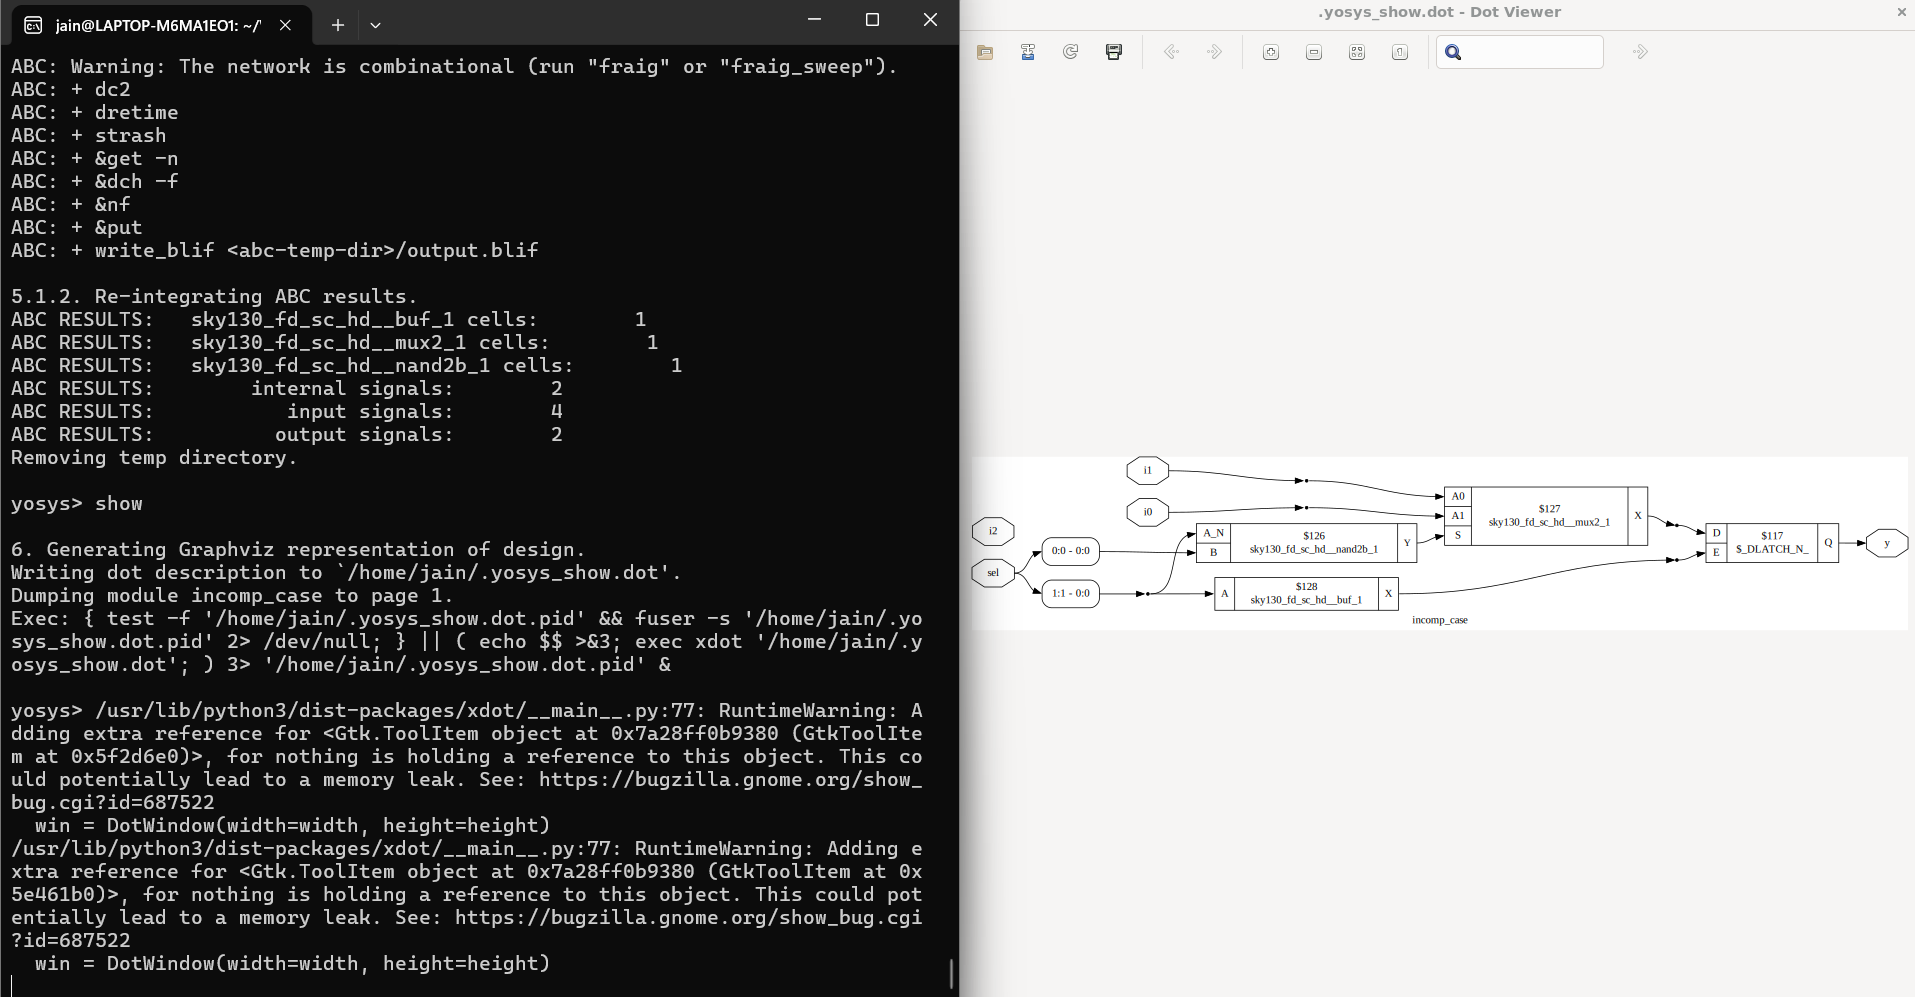 jain@LAPTOP-M6MA1EO1: ~/'
ABC: Warning: The network is combinational (run "fraig" or "fraig_sweep").
ABC: + dc2
ABC: + dretime
ABC: + strash
ABC: + &get -n
ABC: + &dch -f
ABC: + &nf
ABC: + &put
ABC: + write_blif <abc-temp-dir>/output.blif
5.1.2. Re-integrating ABC results.
ABC RESULTS:   sky130_fd_sc_hd__buf_1 cells:        1
ABC RESULTS:   sky130_fd_sc_hd__mux2_1 cells:        1
ABC RESULTS:   sky130_fd_sc_hd__nand2b_1 cells:        1
ABC RESULTS:        internal signals:        2
ABC RESULTS:           input signals:        4
ABC RESULTS:          output signals:        2
Removing temp directory.
yosys> show
6. Generating Graphviz representation of design.
Writing dot description to `/home/jain/.yosys_show.dot'.
Dumping module incomp_case to page 1.
Exec: { test -f '/home/jain/.yosys_show.dot.pid' && fuser -s '/home/jain/.yo
sys_show.dot.pid' 2> /dev/null; } || ( echo $$ >&3; exec xdot '/home/jain/.y
osys_show.dot'; ) 3> '/home/jain/.yosys_show.dot.pid' &
yosys> /usr/lib/python3/dist-packages/xdot/__main__.py:77: RuntimeWarning: A
dding extra reference for <Gtk.ToolItem object at 0x7a28ff0b9380 (GtkToolIte
m at 0x5f2d6e0)>, for nothing is holding a reference to this object. This co
uld potentially lead to a memory leak. See: https://bugzilla.gnome.org/show_
bug.cgi?id=687522
  win = DotWindow(width=width, height=height)
/usr/lib/python3/dist-packages/xdot/__main__.py:77: RuntimeWarning: Adding e
xtra reference for <Gtk.ToolItem object at 0x7a28ff0b9380 (GtkToolItem at 0x
5e461b0)>, for nothing is holding a reference to this object. This could pot
entially lead to a memory leak. See: https://bugzilla.gnome.org/show_bug.cgi
?id=687522
  win = DotWindow(width=width, height=height)
.yosys_show.dot - Dot Viewer
i1
i0
i2
sel
0:0 - 0:0
1:1 - 0:0
A_N
B
$126
sky130_fd_sc_hd__nand2b_1
Y
A
$128
sky130_fd_sc_hd__buf_1
X
A0
A1
S
$127
sky130_fd_sc_hd__mux2_1
X
D
E
$117
$_DLATCH_N_
Q
y
incomp_case